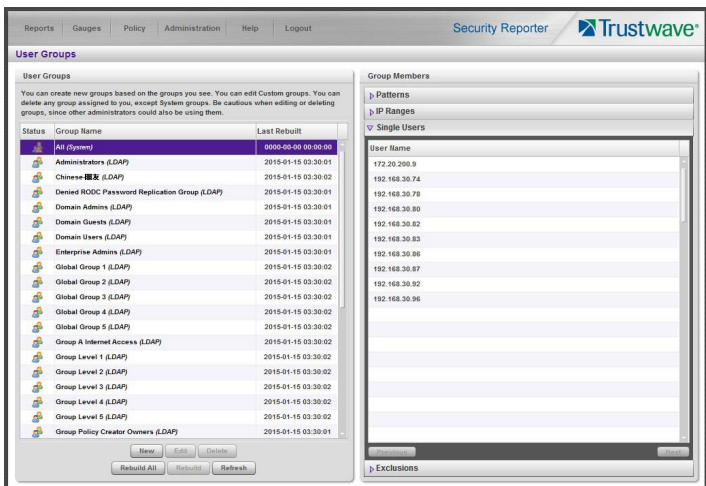 Reports Gauges Policy Administration Help Logout
Security Reporter
Trustwave®
User Groups
User Groups
You can create new groups based on the groups you see. You can edit Custom groups. You can
delete any group assigned to you, except System groups. Be cautious when editing or deleting
groups, since other administrators could also be using them.
Status Group Name Last Rebuilt
All (System) 0000-00-00 00:00:00
Administrators (LDAP) 2015-01-15 03:30:01
Chinese- 友 (LDAP) 2015-01-15 03:30:02
Denied RODC Password Replication Group (LDAP) 2015-01-15 03:30:01
Domain Admins (LDAP) 2015-01-15 03:30:01
Domain Guests (LDAP) 2015-01-15 03:30:01
Domain Users (LDAP) 2015-01-15 03:30:01
Enterprise Admins (LDAP) 2015-01-15 03:30:01
Global Group 1 (LDAP) 2015-01-15 03:30:02
Global Group 2 (LDAP) 2015-01-15 03:30:02
Global Group 3 (LDAP) 2015-01-15 03:30:02
Global Group 4 (LDAP) 2015-01-15 03:30:02
Global Group 5 (LDAP) 2015-01-15 03:30:02
Group A Internet Access (LDAP) 2015-01-15 03:30:02
Group Level 1 (LDAP) 2015-01-15 03:30:02
Group Level 2 (LDAP) 2015-01-15 03:30:02
Group Level 3 (LDAP) 2015-01-15 03:30:02
Group Level 4 (LDAP) 2015-01-15 03:30:02
Group Level 5 (LDAP) 2015-01-15 03:30:02
Group Policy Creator Owners (LDAP) 2015-01-15 03:30:01
New Edit Delete
Rebuild All Rebuild Refresh
Group Members
Patterns
IP Ranges
Single Users
User Name
172.20.200.9
192.168.30.74
192.168.30.78
192.168.30.80
192.168.30.82
192.168.30.83
192.168.30.86
192.168.30.87
192.168.30.92
192.168.30.96
Previous Next
Exclusions